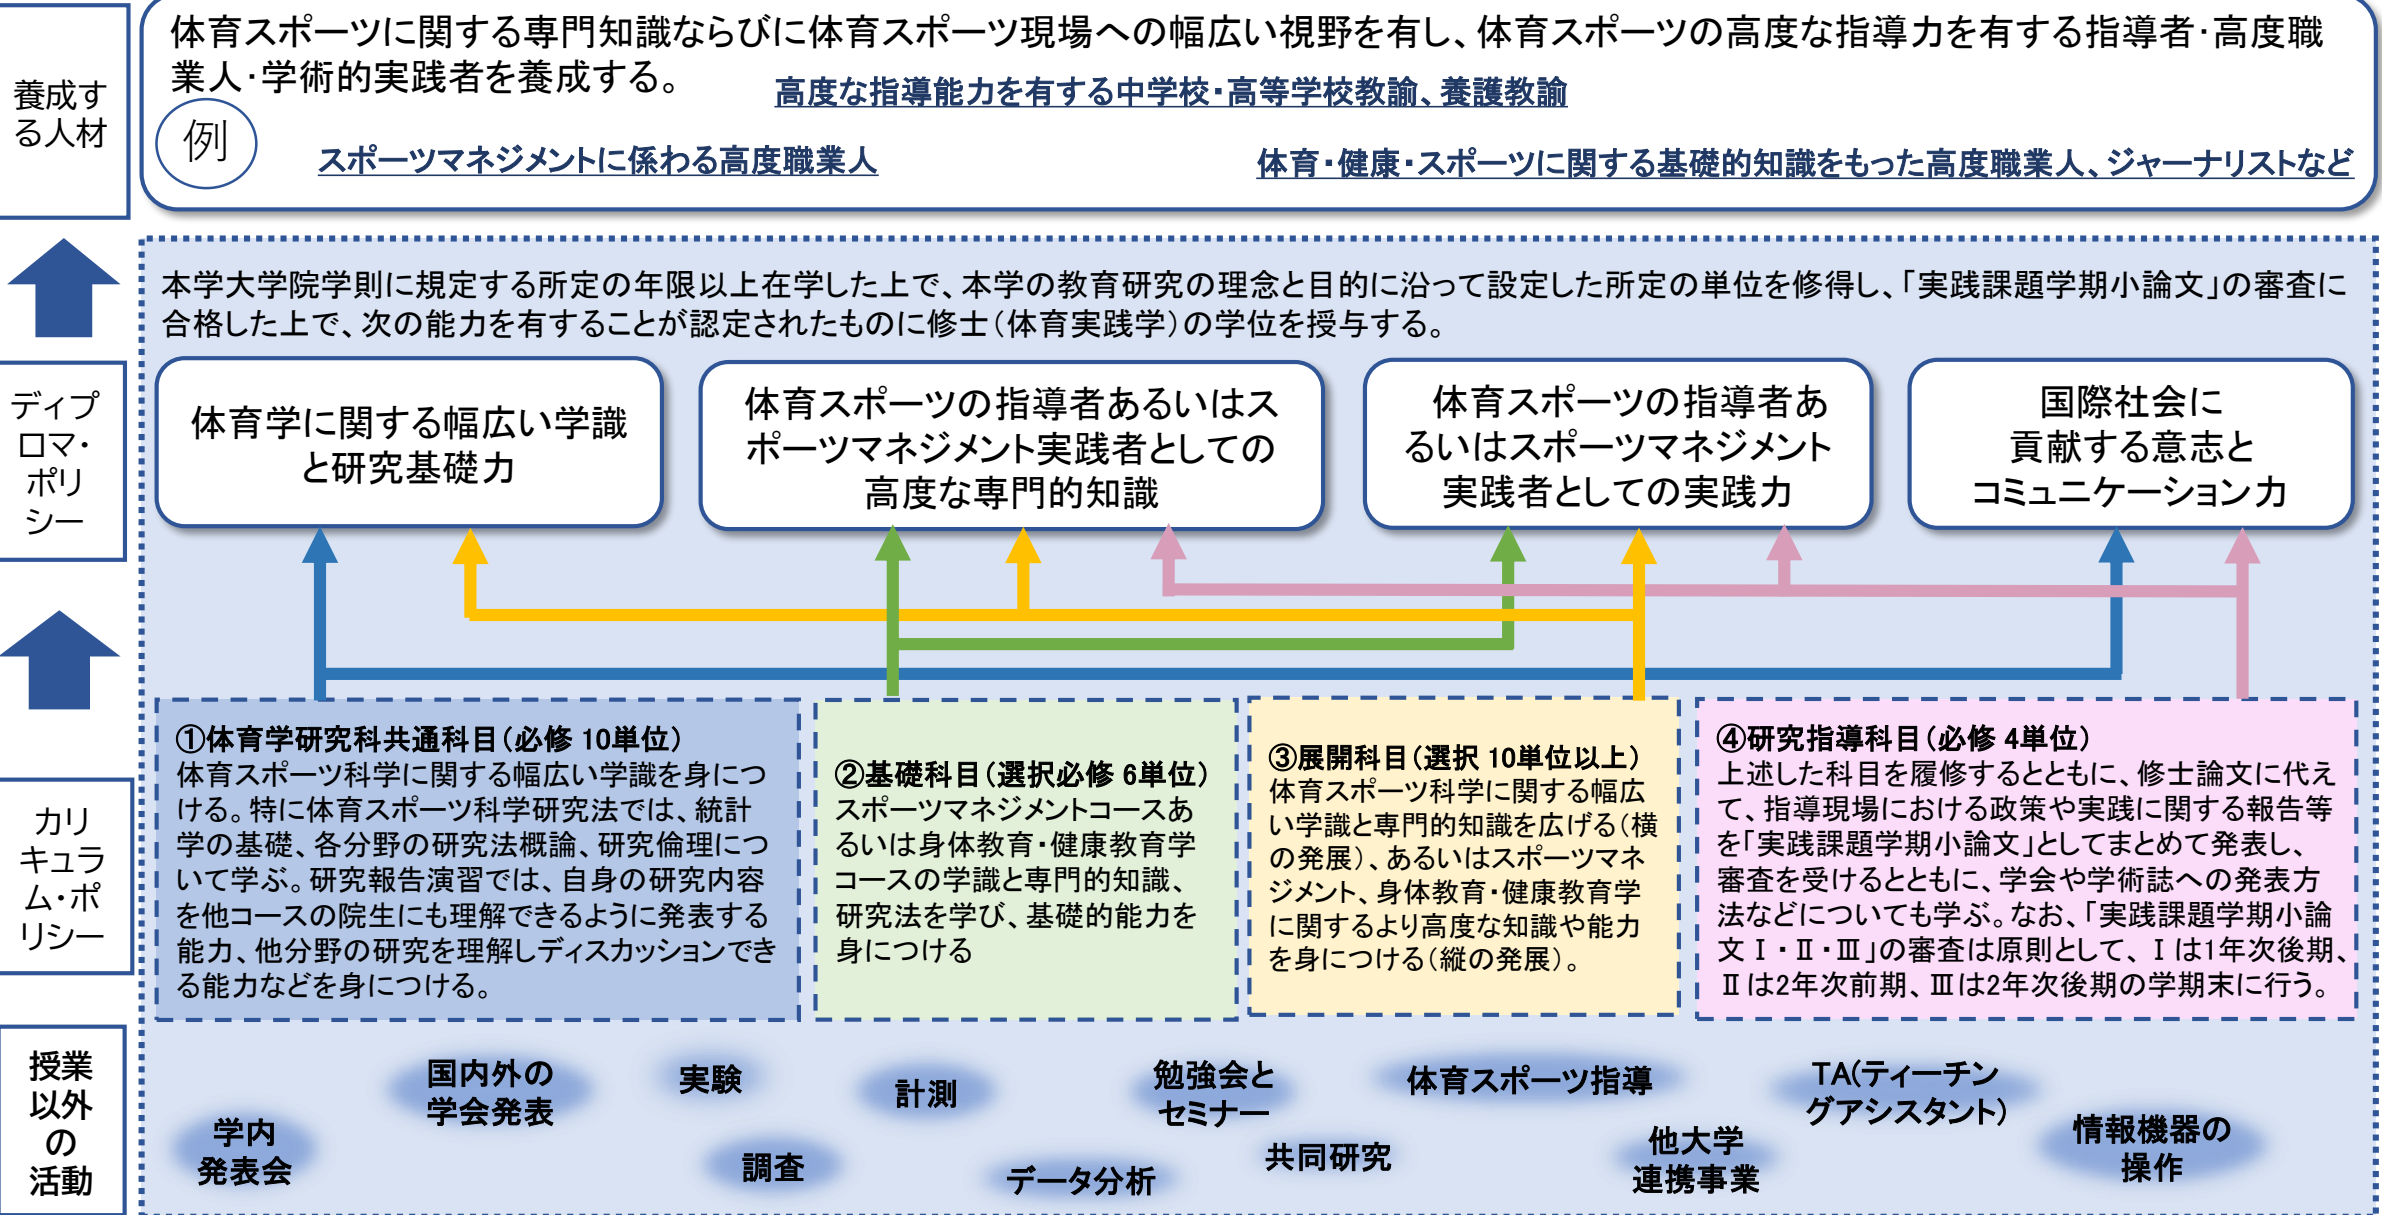 養成す
る人材
体育スポーツに関する専門知識ならびに体育スポーツ現場への幅広い視野を有し、体育スポーツの高度な指導力を有する指導者･高度職
業人･学術的実践者を養成する。
高度な指導能力を有する中学校･高等学校教諭、養護教諭
例
スポーツマネジメントに係わる高度職業人
体育・健康・スポーツに関する基礎的知識をもった高度職業人、ジャーナリストなど
本学大学院学則に規定する所定の年限以上在学した上で、本学の教育研究の理念と目的に沿って設定した所定の単位を修得し、「実践課題学期小論文」の審査に
合格した上で、次の能力を有することが認定されたものに修士（体育実践学）の学位を授与する。
ディプ
ロマ・
ポリ
シー
体育学に関する幅広い学識
と研究基礎力
体育スポーツの指導者あるいはス
ポーツマネジメント実践者としての
高度な専門的知識
体育スポーツの指導者あ
るいはスポーツマネジメント
実践者としての実践力
国際社会に
貢献する意志と
コミュニケーション力
カリ
キュラ
ム・ポ
リシー
①体育学研究科共通科目（必修 10単位）
体育スポーツ科学に関する幅広い学識を身につ
ける。特に体育スポーツ科学研究法では、統計
学の基礎、各分野の研究法概論、研究倫理につ
いて学ぶ。研究報告演習では、自身の研究内容
を他コースの院生にも理解できるように発表する
能力、他分野の研究を理解しディスカッションでき
る能力などを身につける。
②基礎科目（選択必修 6単位）
スポーツマネジメントコースあ
るいは身体教育・健康教育学
コースの学識と専門的知識、
研究法を学び、基礎的能力を
身につける
③展開科目（選択 10単位以上）
体育スポーツ科学に関する幅広
い学識と専門的知識を広げる（横
の発展）、あるいはスポーツマネ
ジメント、身体教育・健康教育学
に関するより高度な知識や能力
を身につける（縦の発展）。
④研究指導科目（必修 4単位）
上述した科目を履修するとともに、修士論文に代え
て、指導現場における政策や実践に関する報告等
を「実践課題学期小論文」としてまとめて発表し、
審査を受けるとともに、学会や学術誌への発表方
法などについても学ぶ。なお、「実践課題学期小論
文Ⅰ・Ⅱ・Ⅲ」の審査は原則として、Ⅰは1年次後期、
Ⅱは2年次前期、Ⅲは2年次後期の学期末に行う。
授業
以外
の
活動
学内
発表会
国内外の
学会発表
実験
調査
計測
データ分析
勉強会と
セミナー
共同研究
体育スポーツ指導
他大学
連携事業
TA(ティーチン
グアシスタント)
情報機器の
操作